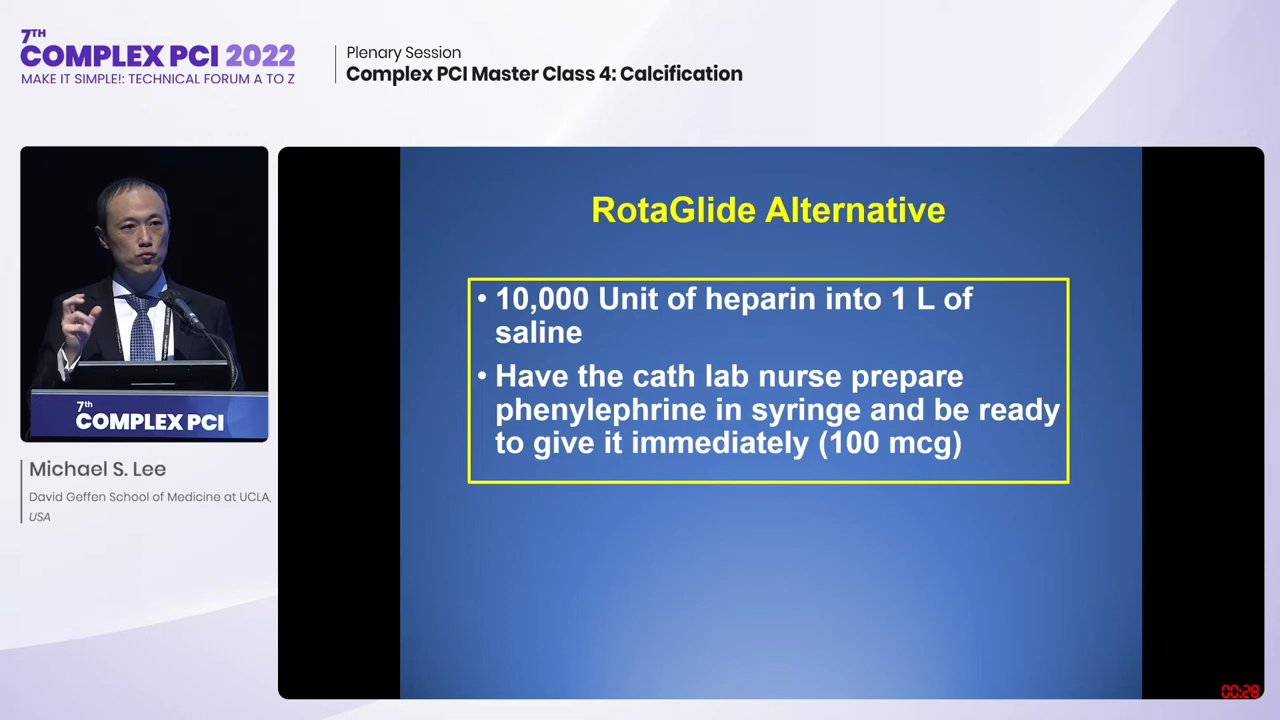 7TH
COMPLEX PCI 2022
MAKE IT SIMPLE!: TECHNICAL FORUM A TO Z
Plenary Session
Complex PCI Master Class 4: Calcification
7th
COMPLEX PCI
Michael S. Lee
David Geffen School of Medicine at UCLA,
USA
RotaGlide Alternative
• 10,000 Unit of heparin into 1 L of
saline
• Have the cath lab nurse prepare
phenylephrine in syringe and be ready
to give it immediately (100 mcg)
00:28